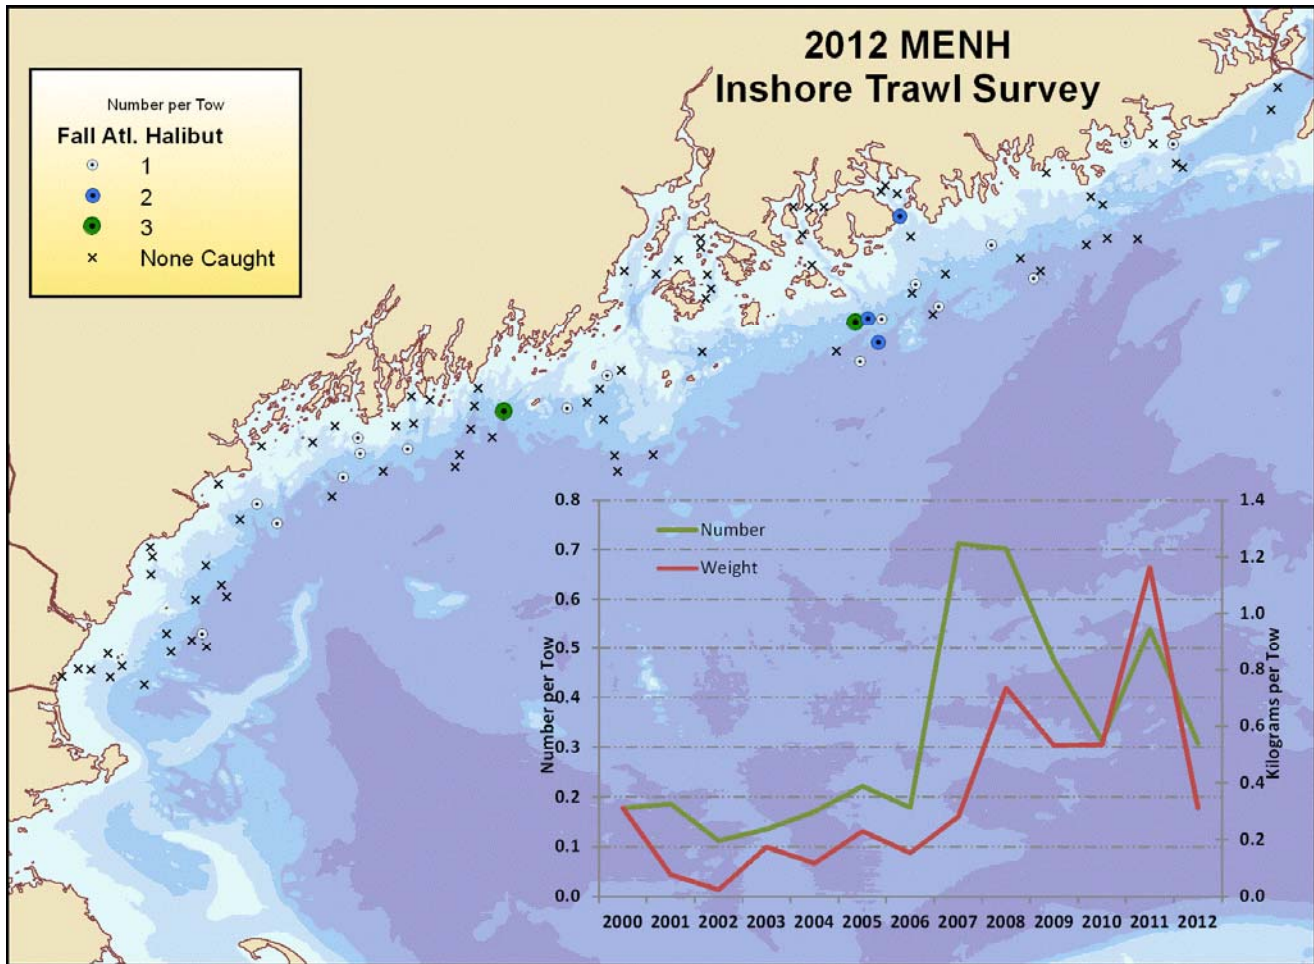 2012 MENH
Inshore Trawl Survey
Number per Tow
Fall Atl. Halibut
1
2
3
None Caught
Number
Weight
Number per Tow
0.8
0.7
0.6
0.5
0.4
0.3
0.2
0.1
0.0
Kilograms per Tow
1.4
1.2
1.0
0.8
0.6
0.4
0.2
0.0
2000 2001 2002 2003 2004 2005 2006 2007 2008 2009 2010 2011 2012